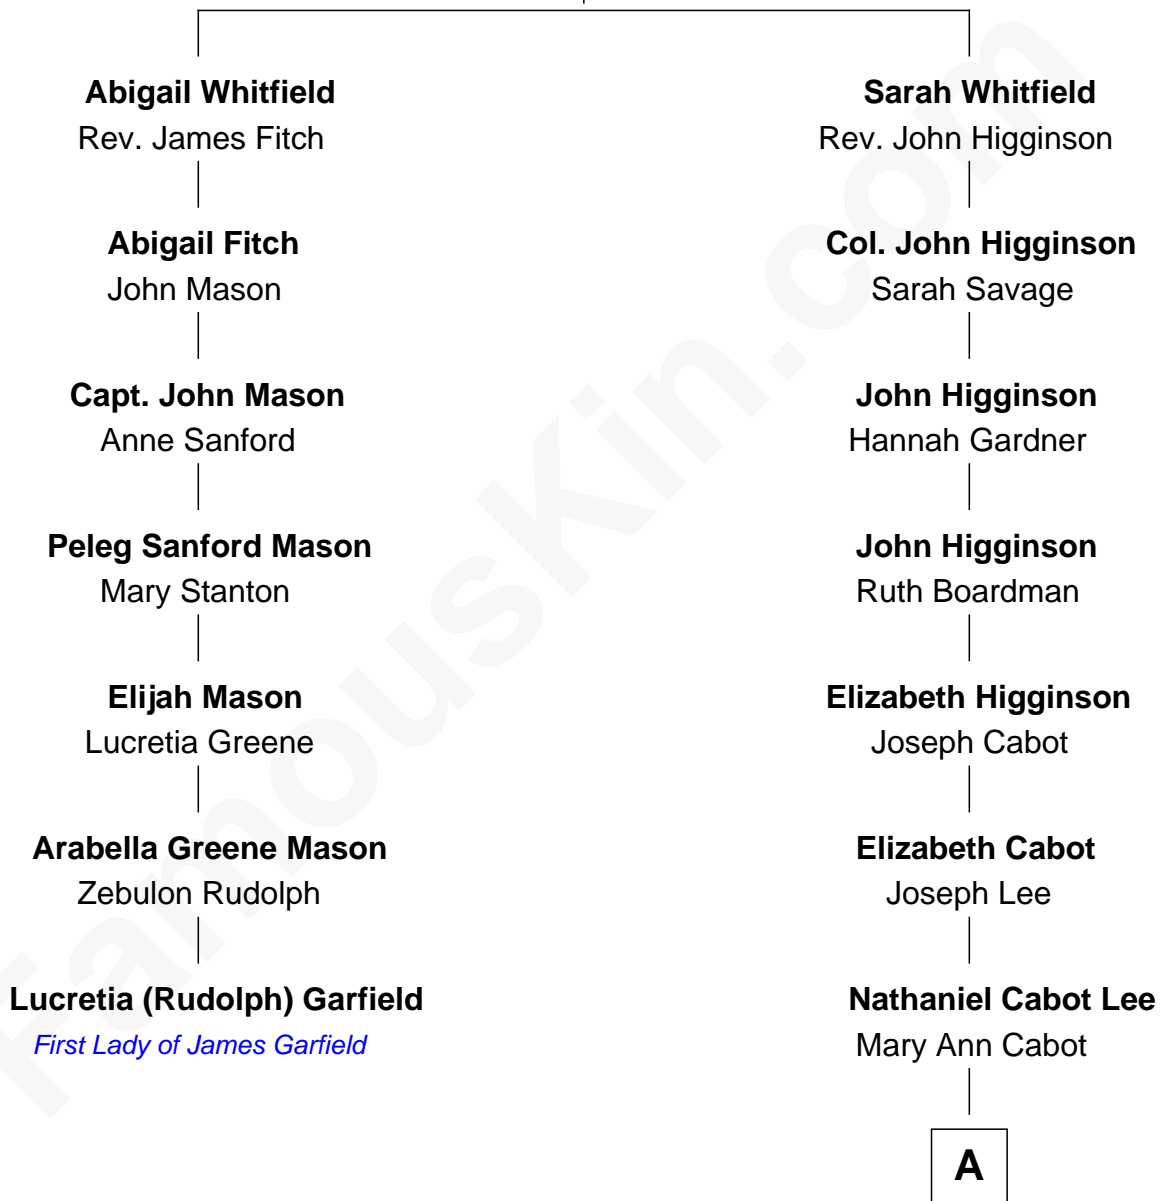 Abigail Whitfield
Rev. James Fitch
Abigail Fitch
John Mason
Capt. John Mason
Anne Sanford
Peleg Sanford Mason
Mary Stanton
Elijah Mason
Lucretia Greene
Arabella Greene Mason
Zebulon Rudolph
Lucretia (Rudolph) Garfield
First Lady of James Garfield
Sarah Whitfield
Rev. John Higginson
Col. John Higginson
Sarah Savage
John Higginson
Hannah Gardner
John Higginson
Ruth Boardman
Elizabeth Higginson
Joseph Cabot
Elizabeth Cabot
Joseph Lee
Nathaniel Cabot Lee
Mary Ann Cabot
A
FamousKin.com